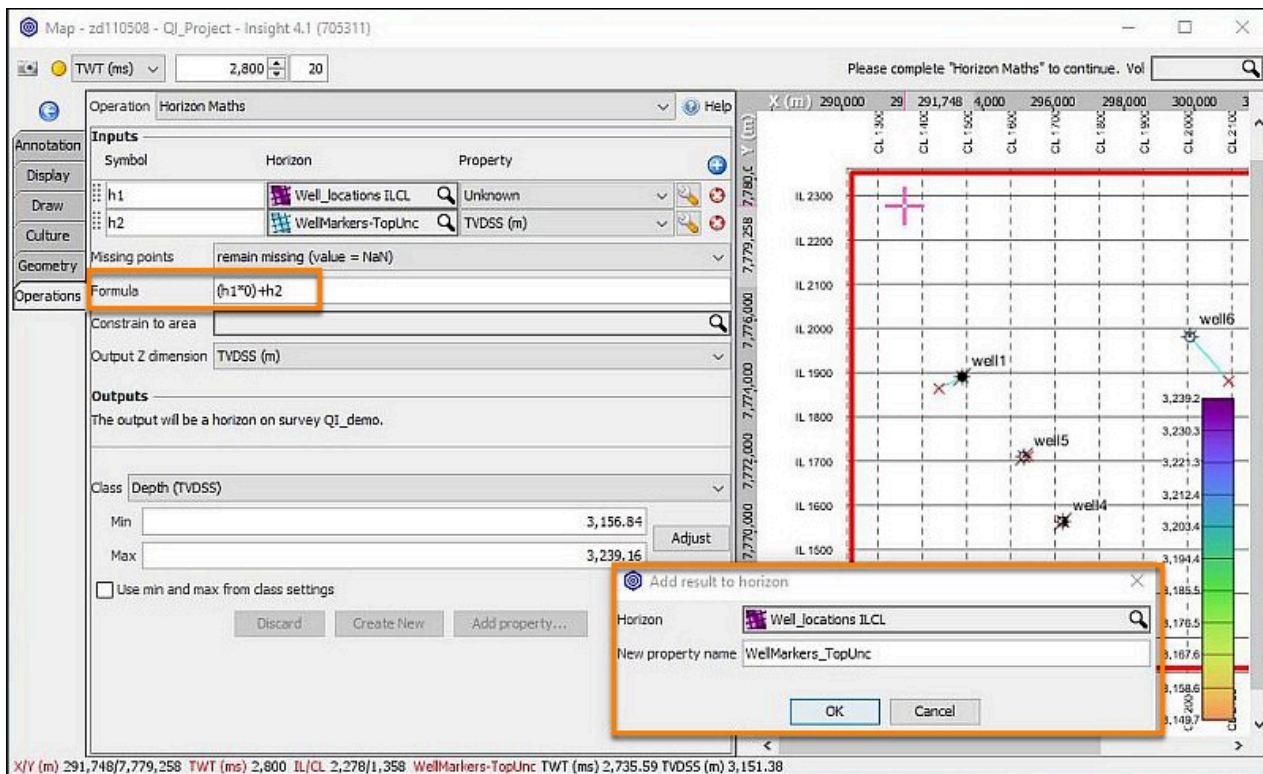 Map - zd110508 - QI_Project - Insight 4.1 (705311)
TWT (ms) 2,800 20 Please complete "Horizon Maths" to continue. Vol
Operation Horizon Maths Help
Annotation
Display
Draw
Culture
Geometry
Operations
Inputs
Symbol Horizon Property
h1 Well_locations ILCL Unknown
h2 WellMarkers-TopUnc TVDSS (m)
Missing points remain missing (value = NaN)
Formula (h1*0)+h2
Constrain to area
Output Z dimension TVDSS (m)
Outputs
The output will be a horizon on survey QI_demo.
Class Depth (TVDSS)
Min 3,156.84
Max 3,239.16
Adjust
Use min and max from class settings
Discard Create New Add property...
X (m) 290,000 29 291,748 4,000 296,000 298,000 300,000 3
CL 1300 CL 1400 CL 1500 CL 1600 CL 1700 CL 1800 CL 1900 CL 2000 CL 2100
Y (m)
7,780,0
7,779,258
7,776,000
7,774,000
7,772,000
7,770,000
IL 2300
IL 2200
IL 2100
IL 2000
IL 1900
IL 1800
IL 1700
IL 1600
IL 1500
well6
well1
well5
well4
3,239.2
3,230.3
3,221.3
3,212.4
3,203.4
3,194.4
3,185.5
3,176.5
3,167.6
3,158.6
3,149.7
Add result to horizon
Horizon Well_locations ILCL
New property name WellMarkers_TopUnc
OK Cancel
X/Y (m) 291,748/7,779,258 TWT (ms) 2,800 IL/CL 2,278/1,358 WellMarkers-TopUnc TWT (ms) 2,735.59 TVDSS (m) 3,151.38